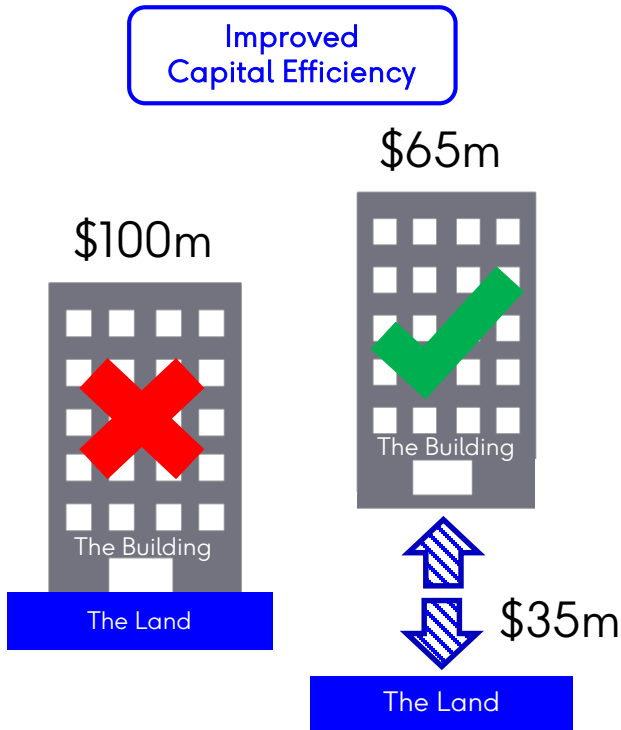 Improved
Capital Efficiency
$100m
The Building
The Land
$65m
The Building
$35m
The Land